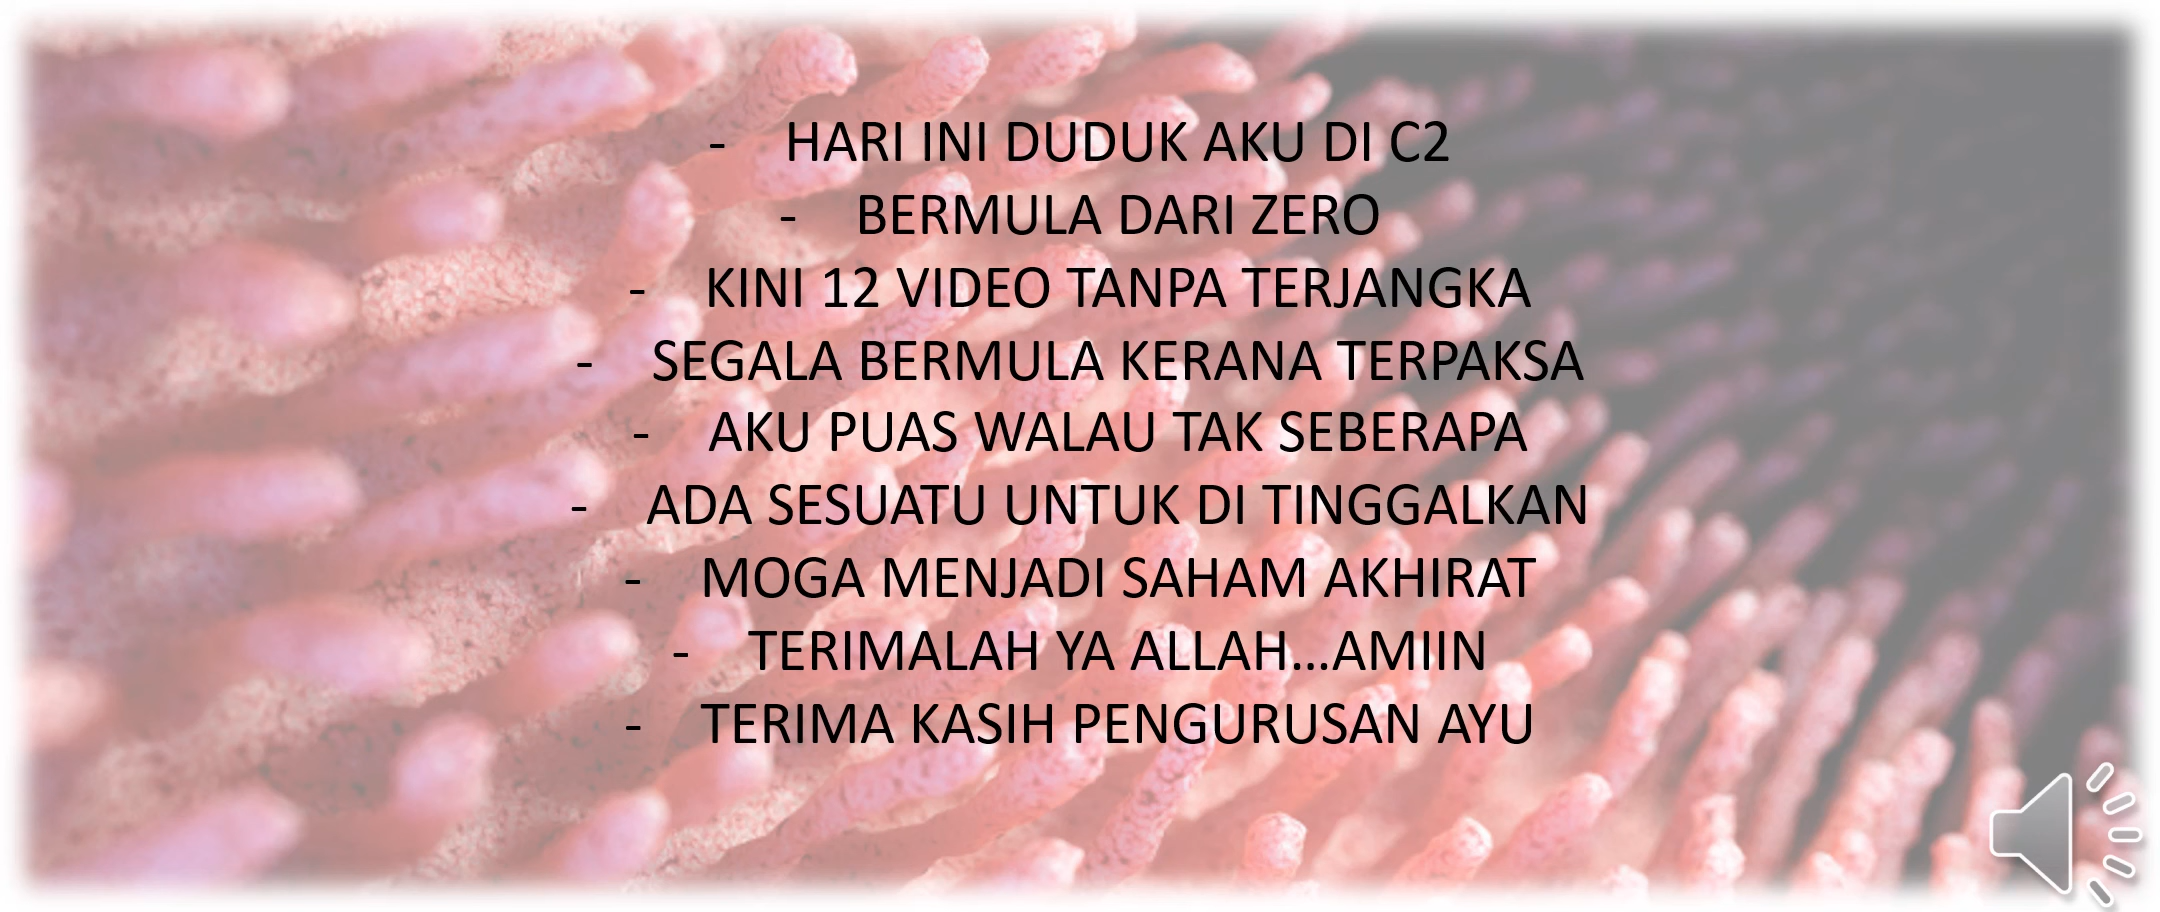 - HARI INI DUDUK AKU DI C2
- BERMULA DARI ZERO
- KINI 12 VIDEO TANPA TERJANGKA
- SEGALA BERMULA KERANA TERPAKSA
- AKU PUAS WALAU TAK SEBERAPA
- ADA SESUATU UNTUK DI TINGGALKAN
- MOGA MENJADI SAHAM AKHIRAT
- TERIMALAH YA ALLAH…AMIIN
- TERIMA KASIH PENGURUSAN AYU